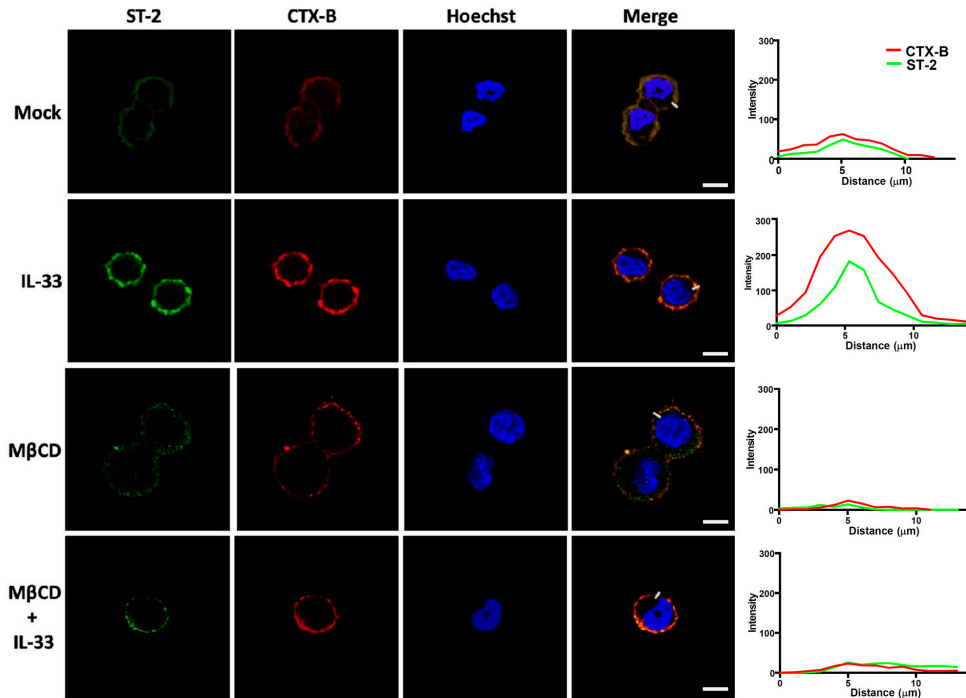 ST-2 CTX-B Hoechst Merge
Mock
300
200
100
0
Intensity
CTX-B
ST-2
0 5 10
Distance (μm)
IL-33
300
200
100
0
Intensity
0 5 10
Distance (μm)
MβCD
300
200
100
0
Intensity
0 5 10
Distance (μm)
MβCD
+
IL-33
300
200
100
0
Intensity
0 5 10
Distance (μm)